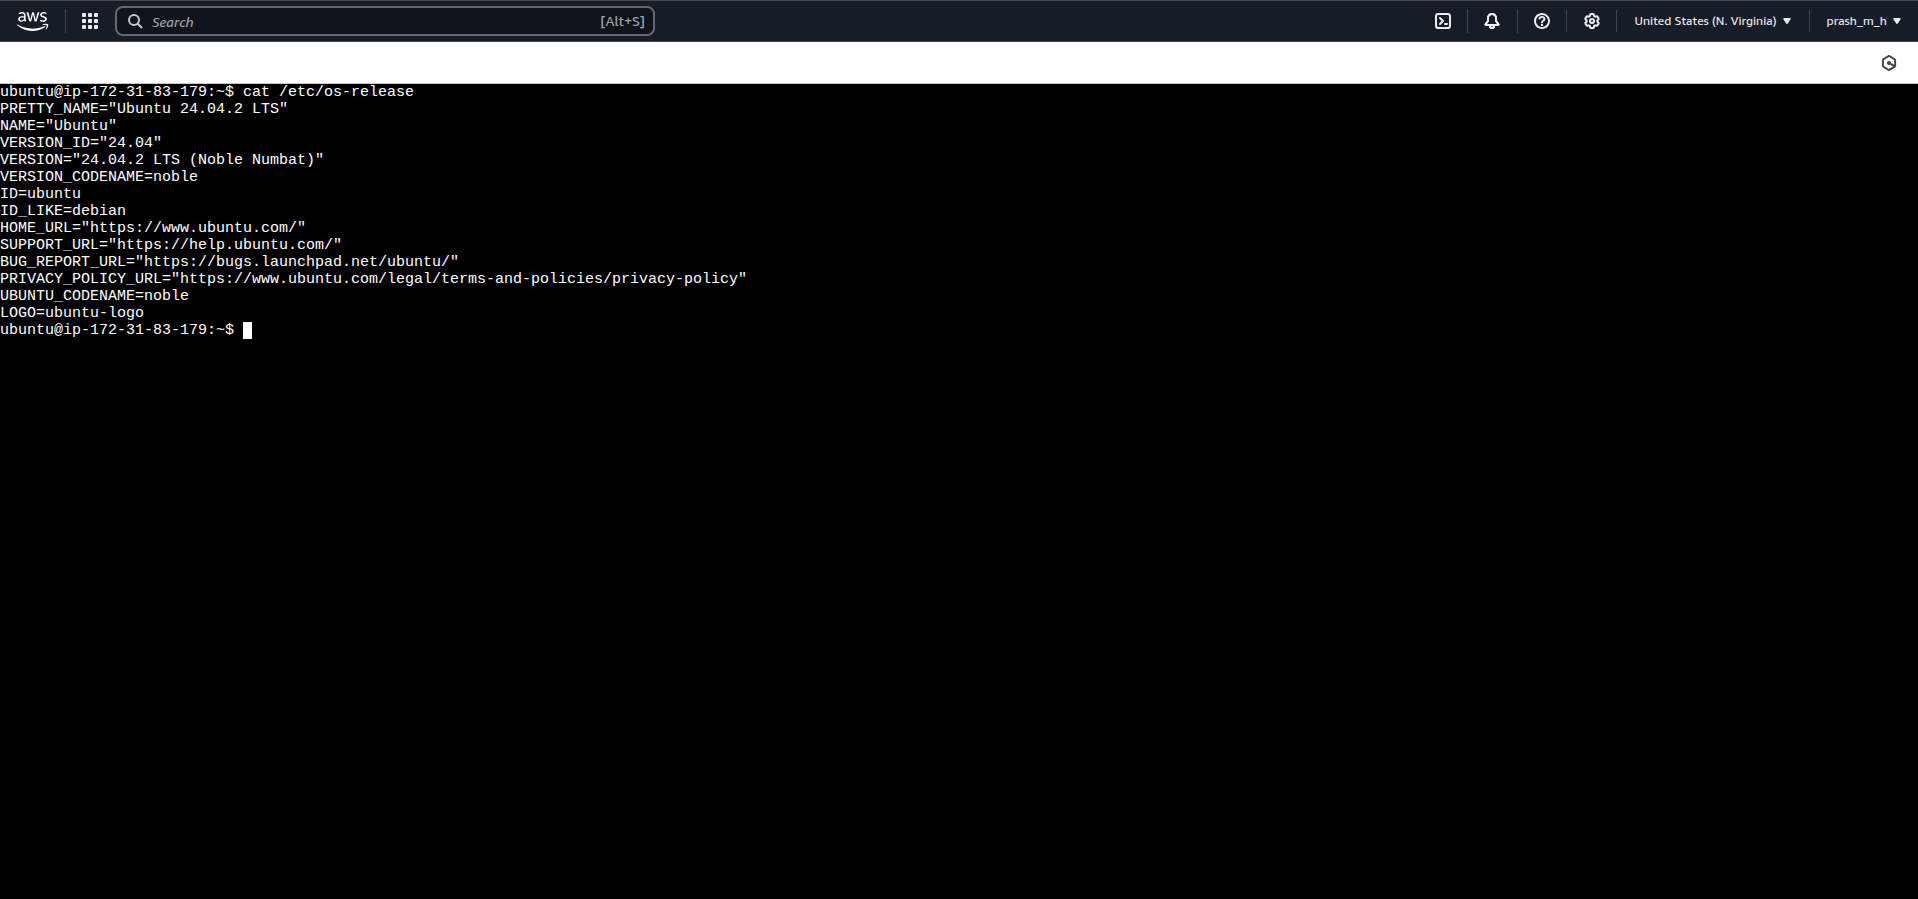 aws
Search [Alt+S]
United States (N. Virginia)
prash_m_h
ubuntu@ip-172-31-83-179:~$ cat /etc/os-release
PRETTY_NAME="Ubuntu 24.04.2 LTS"
NAME="Ubuntu"
VERSION_ID="24.04"
VERSION="24.04.2 LTS (Noble Numbat)"
VERSION_CODENAME=noble
ID=ubuntu
ID_LIKE=debian
HOME_URL="https://www.ubuntu.com/"
SUPPORT_URL="https://help.ubuntu.com/"
BUG_REPORT_URL="https://bugs.launchpad.net/ubuntu/"
PRIVACY_POLICY_URL="https://www.ubuntu.com/legal/terms-and-policies/privacy-policy"
UBUNTU_CODENAME=noble
LOGO=ubuntu-logo
ubuntu@ip-172-31-83-179:~$